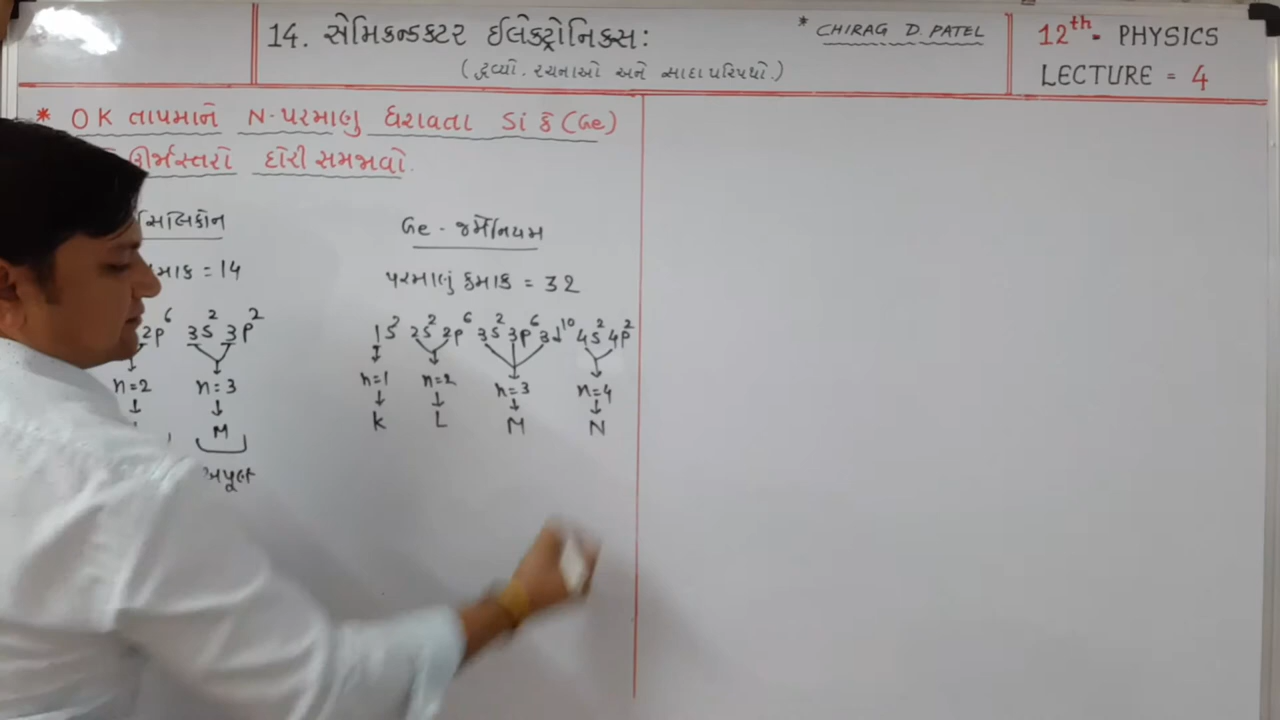 14. સેમિકન્ડક્ટર ઈલેક્ટ્રોનિક્સ:
(દ્રવ્યો, રચનાઓ અને સાદા પરિપથો.)
* CHIRAG D. PATEL
12th - PHYSICS
LECTURE = 4
* 0 K તાપમાને N-પરમાણુ ધરાવતા Si કે (Ge)
ઊર્જાસ્તરો દોરી સમજાવો.
સિલિકોન
= 14
2p⁶ 3s² 3p²
n=2 n=3
M
અપૂર્ણ
Ge - જર્મેનિયમ
પરમાણું ક્રમાંક = 32
1s² 2s² 2p⁶ 3s² 3p⁶ 3d¹⁰ 4s² 4p²
n=1 n=2 n=3 n=4
K L M N